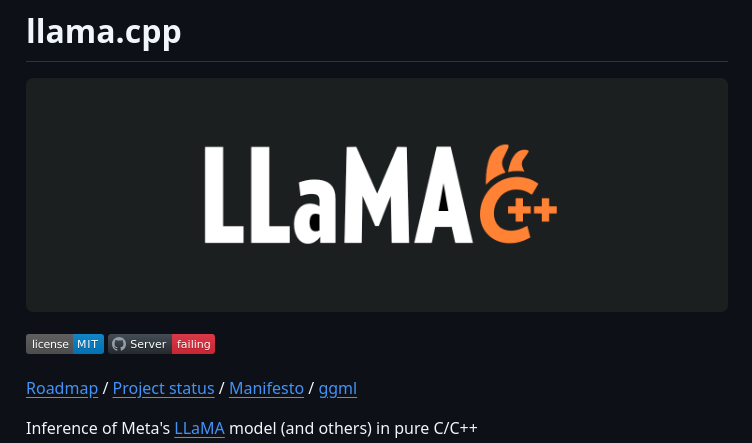 llama.cpp
LLaMA C++
license MIT Server failing
Roadmap / Project status / Manifesto / ggml
Inference of Meta's LLaMA model (and others) in pure C/C++